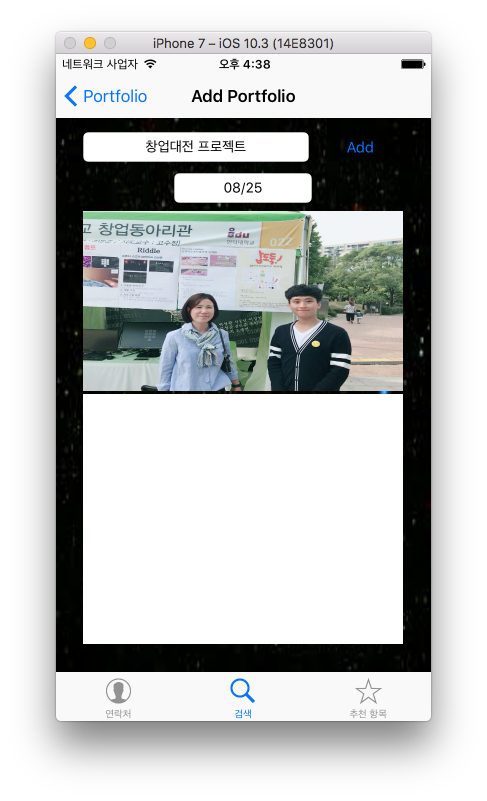 iPhone 7 – iOS 10.3 (14E8301)
네트워크 사업자
오후 4:38
Portfolio
Add Portfolio
창업대전 프로젝트
Add
08/25
교 창업동아리관
Riddle
022
연락처
검색
추천 항목